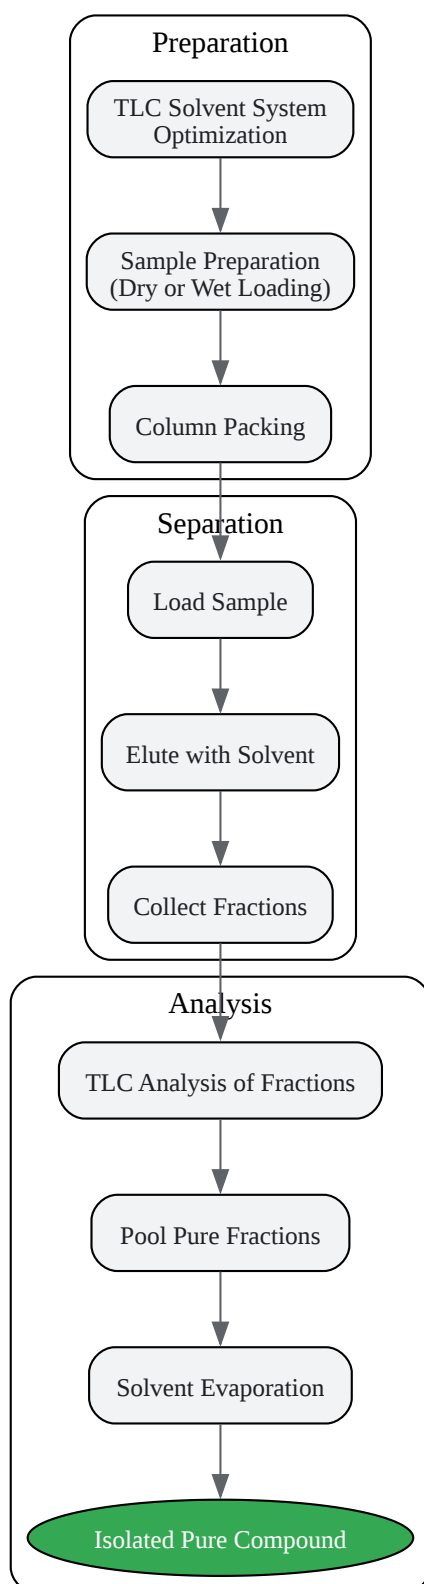 Preparation
TLC Solvent System
Optimization
Sample Preparation
(Dry or Wet Loading)
Column Packing
Separation
Load Sample
Elute with Solvent
Collect Fractions
Analysis
TLC Analysis of Fractions
Pool Pure Fractions
Solvent Evaporation
Isolated Pure Compound